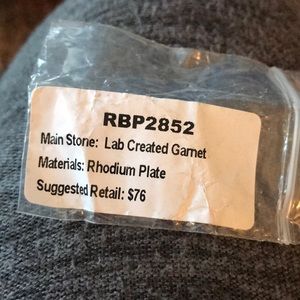 RBP2852
Main Stone: Lab Created Garnet
Materials: Rhodium Plate
Suggested Retail: $76